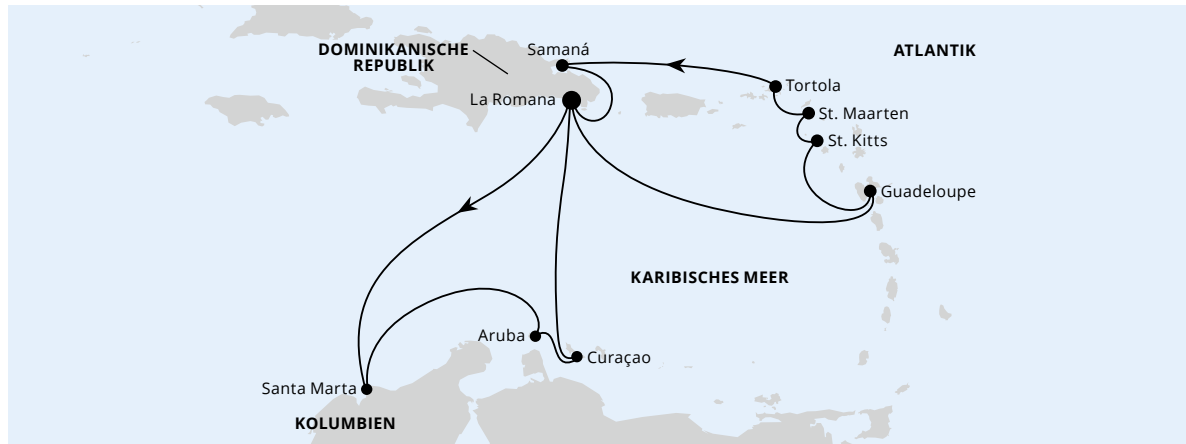 DOMINIKANISCHE
REPUBLIK
Samaná
ATLANTIK
La Romana
Tortola
St. Maarten
St. Kitts
Guadeloupe
KARIBISCHES MEER
Aruba
Curaçao
Santa Marta
KOLUMBIEN